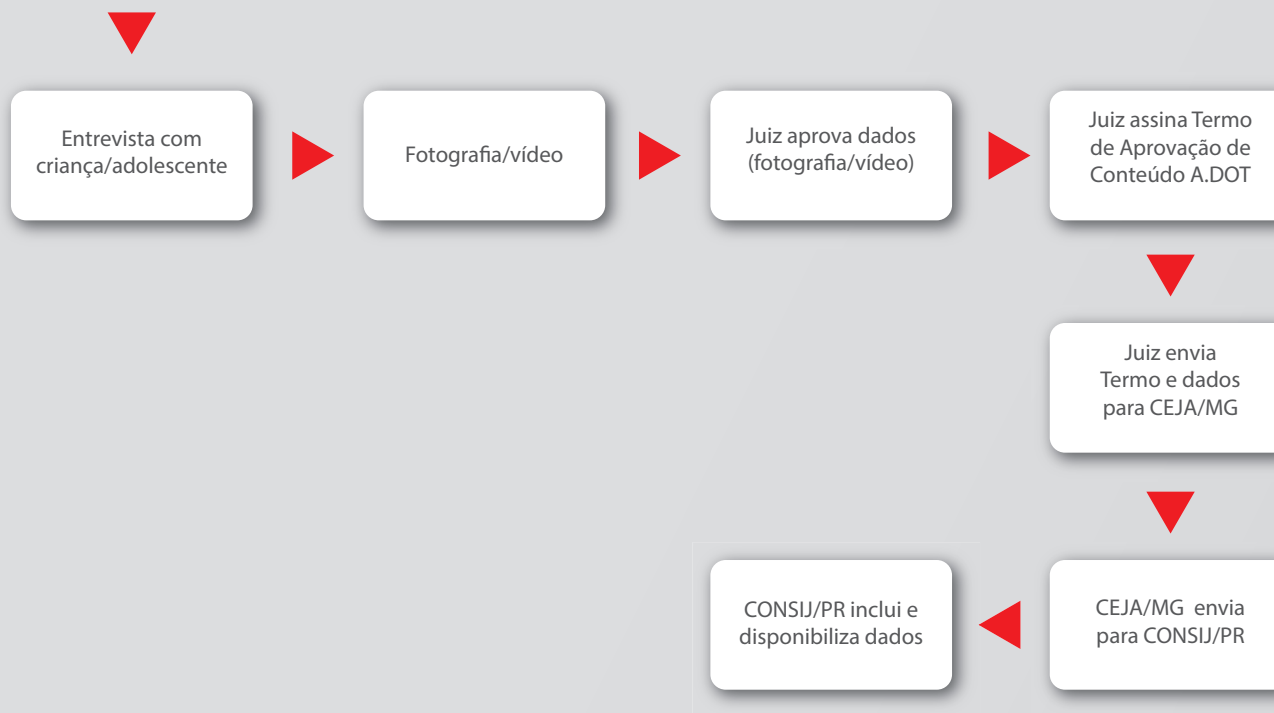 Entrevista com
criança/adolescente
Fotografia/vídeo
Juiz aprova dados
(fotografia/vídeo)
Juiz assina Termo
de Aprovação de
Conteúdo A.DOT
Juiz envia
Termo e dados
para CEJA/MG
CEJA/MG envia
para CONSIJ/PR
CONSIJ/PR inclui e
disponibiliza dados